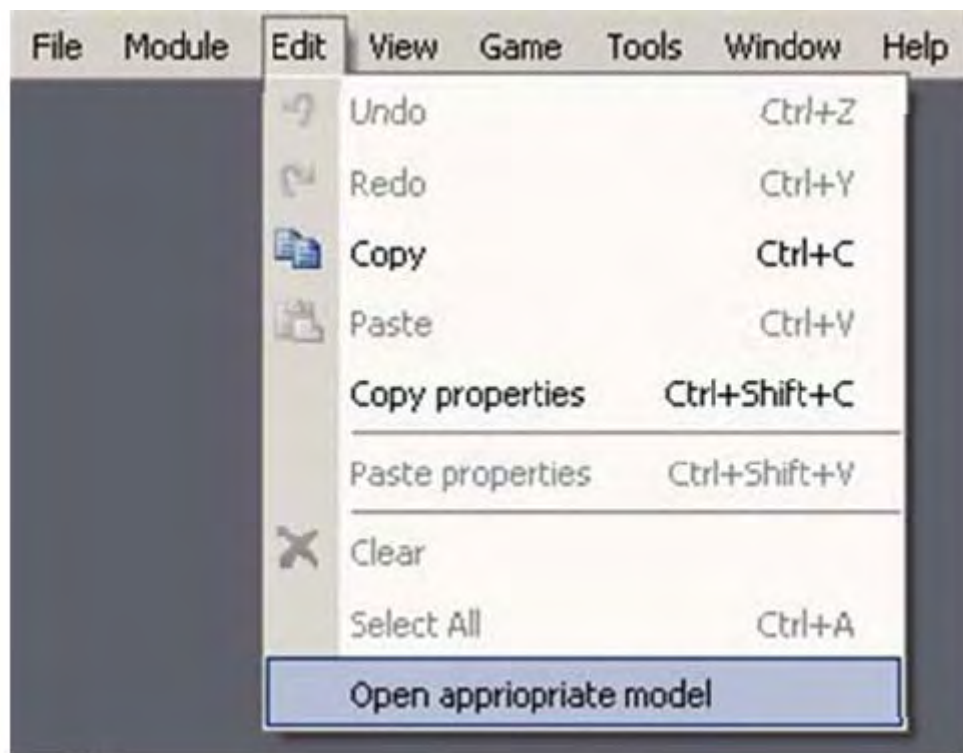 File Module Edit View Game Tools Window Help
Undo Ctrl+Z
Redo Ctrl+Y
Copy Ctrl+C
Paste Ctrl+V
Copy properties Ctrl+Shift+C
Paste properties Ctrl+Shift+V
Clear
Select All Ctrl+A
Open appriopriate model